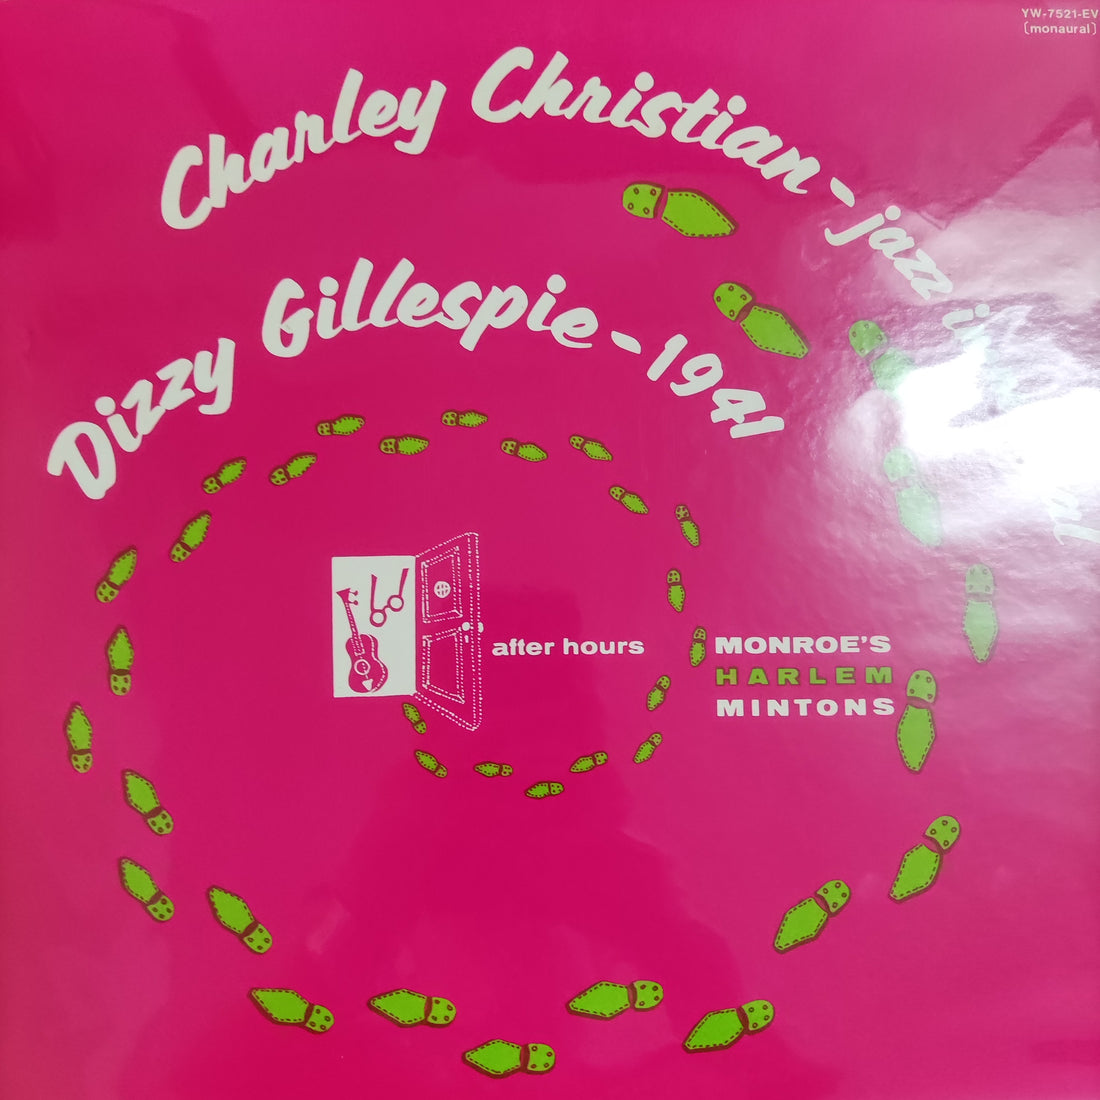 YW-7521-EV
(monaural)
Charley Christian-jazz
Dizzy Gillespie-1941
after hours
MONROE'S
HARLEM
MINTONS